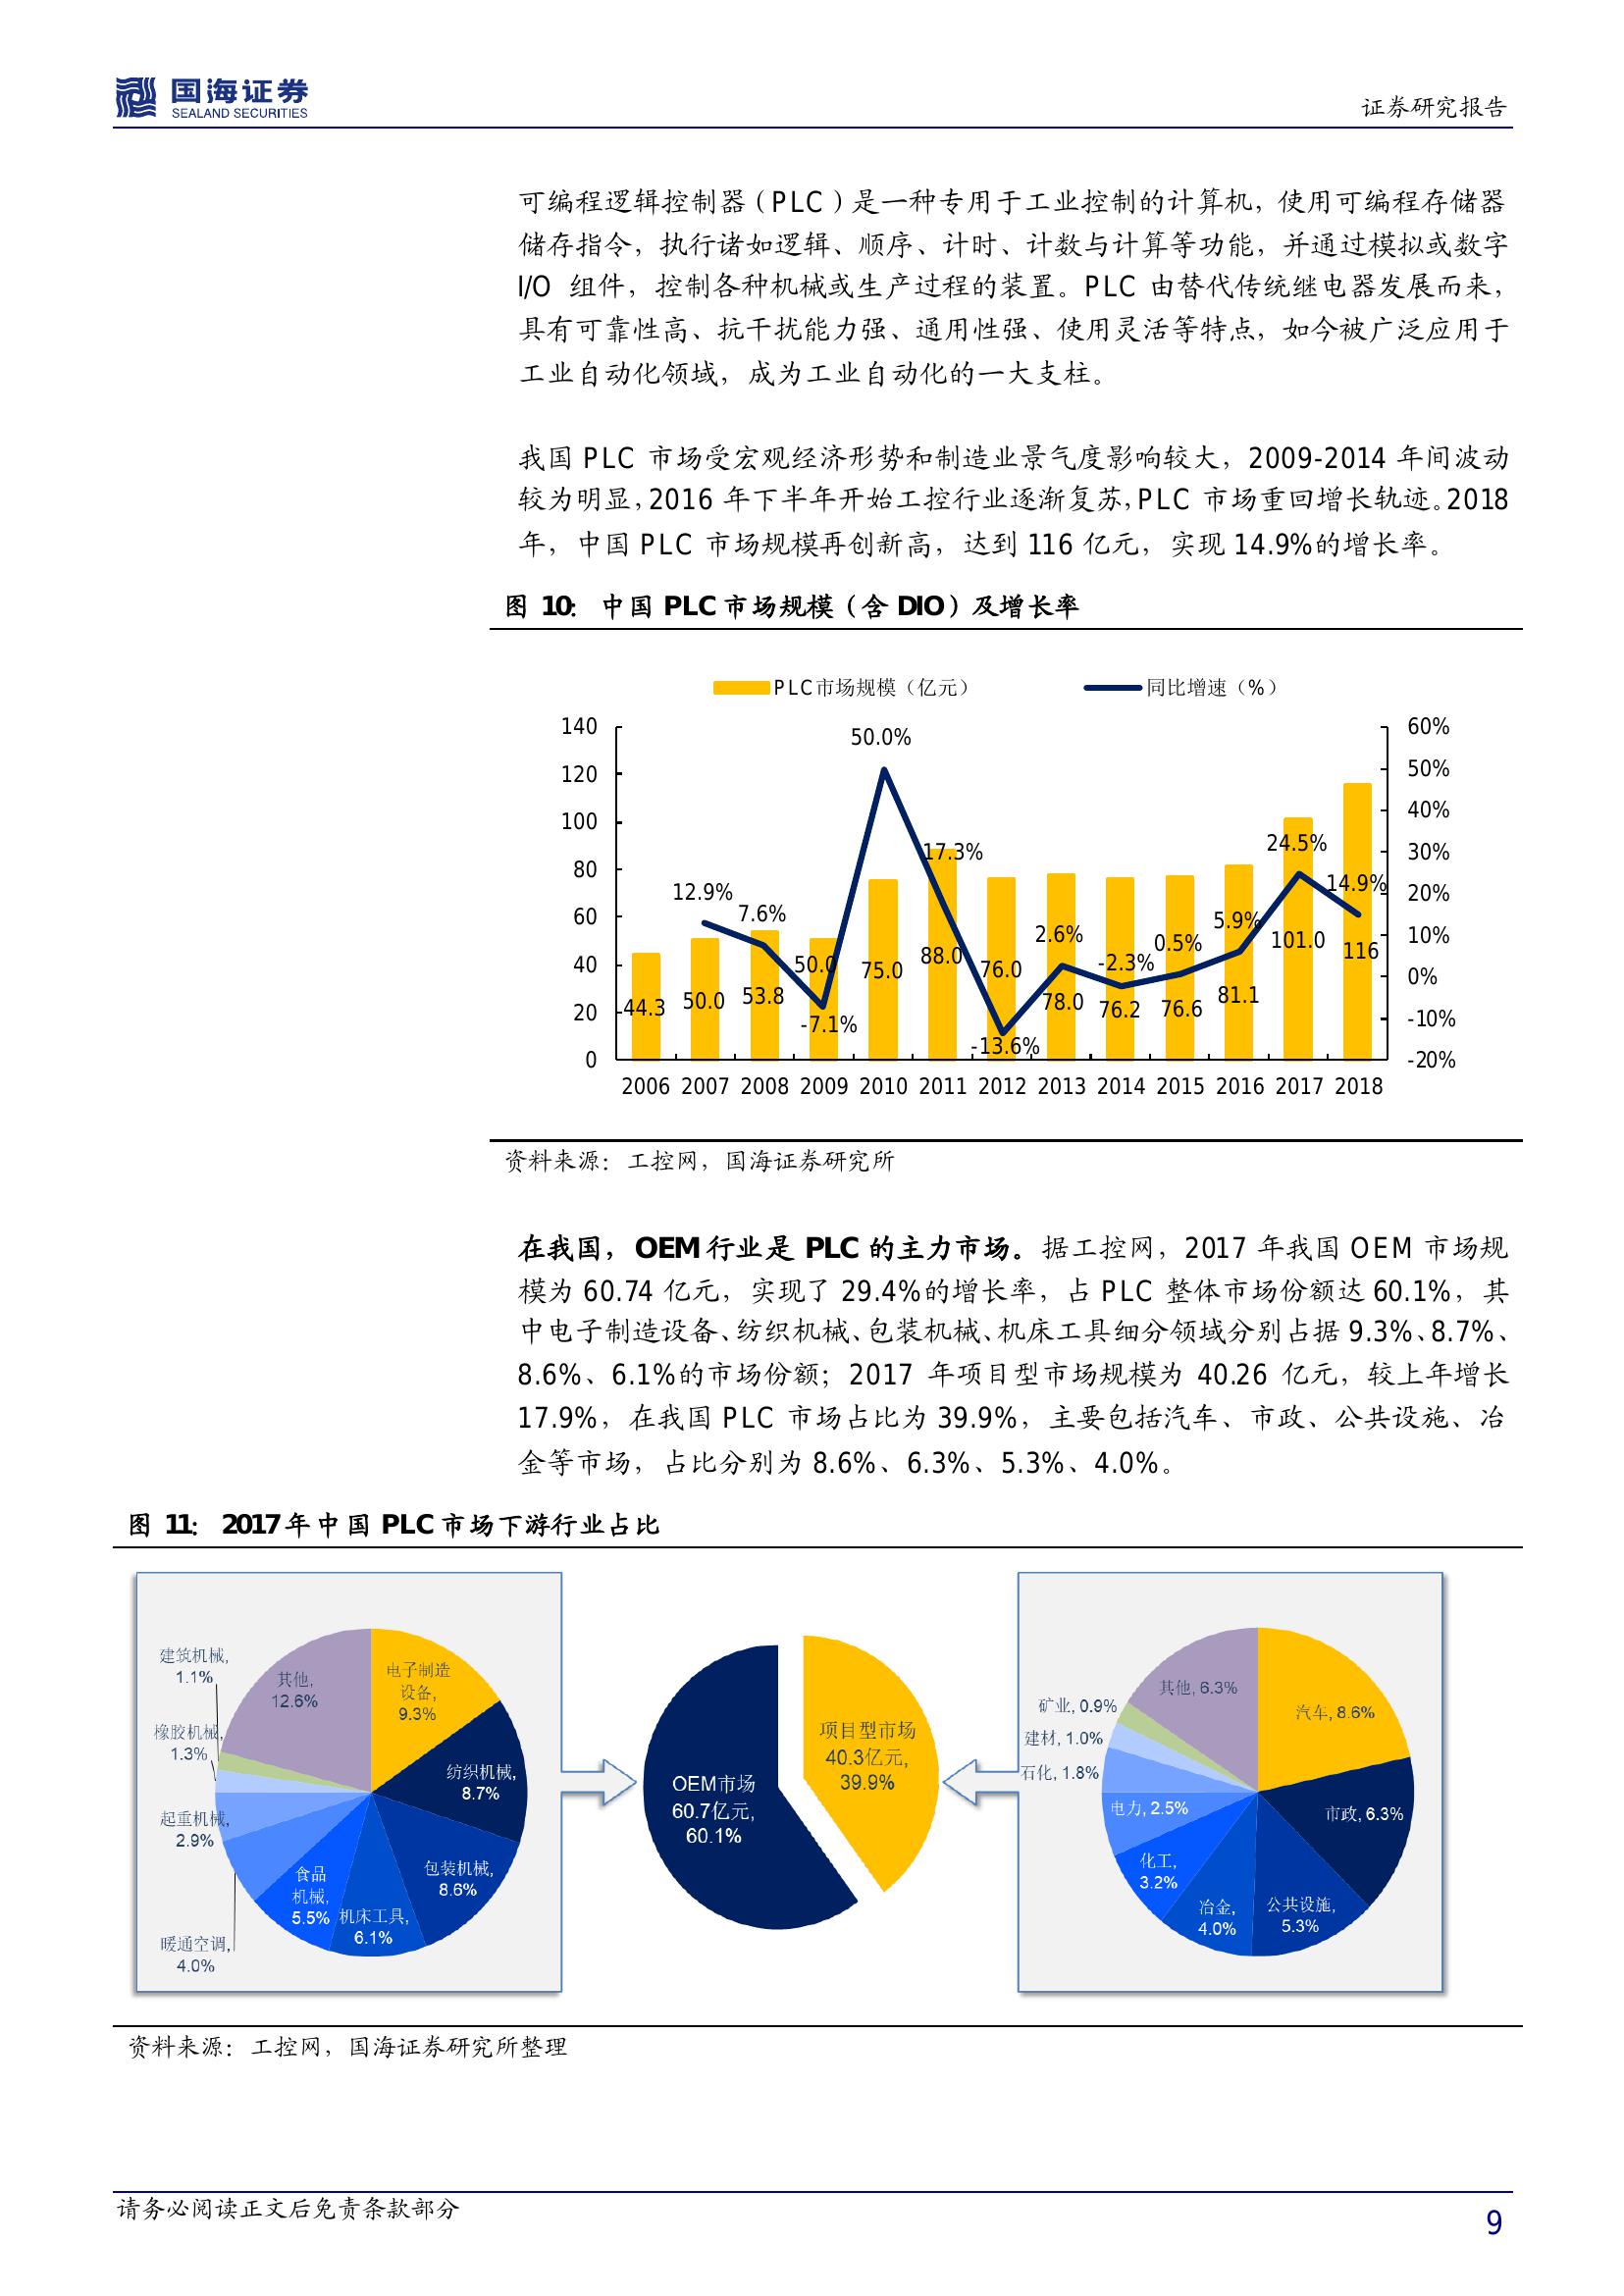 国海证券
SEALAND SECURITIES
证券研究报告
可编程逻辑控制器（PLC）是一种专用于工业控制的计算机，使用可编程存储器
储存指令，执行诸如逻辑、顺序、计时、计数与计算等功能，并通过模拟或数字
I/O 组件，控制各种机械或生产过程的装置。PLC 由替代传统继电器发展而来，
具有可靠性高、抗干扰能力强、通用性强、使用灵活等特点，如今被广泛应用于
工业自动化领域，成为工业自动化的一大支柱。
我国 PLC 市场受宏观经济形势和制造业景气度影响较大，2009-2014 年间波动
较为明显，2016 年下半年开始工控行业逐渐复苏，PLC 市场重回增长轨迹。2018
年，中国 PLC 市场规模再创新高，达到 116 亿元，实现 14.9%的增长率。
图 10： 中国 PLC 市场规模（含 DIO）及增长率
PLC市场规模（亿元） 同比增速（%）
140 120 100 80 60 40 20 0
60% 50% 40% 30% 20% 10% 0% -10% -20%
12.9% 7.6% -7.1% 50.0% 17.3% -13.6% 2.6% -2.3% 0.5% 5.9% 24.5% 14.9%
44.3 50.0 53.8 50.0 75.0 88.0 76.0 78.0 76.2 76.6 81.1 101.0 116
2006 2007 2008 2009 2010 2011 2012 2013 2014 2015 2016 2017 2018
资料来源：工控网，国海证券研究所
在我国，OEM 行业是 PLC 的主力市场。据工控网，2017 年我国 OEM 市场规
模为 60.74 亿元，实现了 29.4%的增长率，占 PLC 整体市场份额达 60.1%，其
中电子制造设备、纺织机械、包装机械、机床工具细分领域分别占据 9.3%、8.7%、
8.6%、6.1%的市场份额；2017 年项目型市场规模为 40.26 亿元，较上年增长
17.9%，在我国 PLC 市场占比为 39.9%，主要包括汽车、市政、公共设施、冶
金等市场，占比分别为 8.6%、6.3%、5.3%、4.0%。
图 11： 2017 年中国 PLC 市场下游行业占比
电子制造
设备,
9.3%
纺织机械,
8.7%
包装机械,
8.6%
机床工具,
6.1%
食品
机械,
5.5%
暖通空调,
4.0%
起重机械,
2.9%
橡胶机械,
1.3%
建筑机械,
1.1%
其他,
12.6%
OEM市场
60.7亿元,
60.1%
项目型市场
40.3亿元,
39.9%
汽车, 8.6%
市政, 6.3%
公共设施,
5.3%
冶金,
4.0%
化工,
3.2%
电力, 2.5%
石化, 1.8%
建材, 1.0%
矿业, 0.9%
其他, 6.3%
资料来源：工控网，国海证券研究所整理
请务必阅读正文后免责条款部分
9